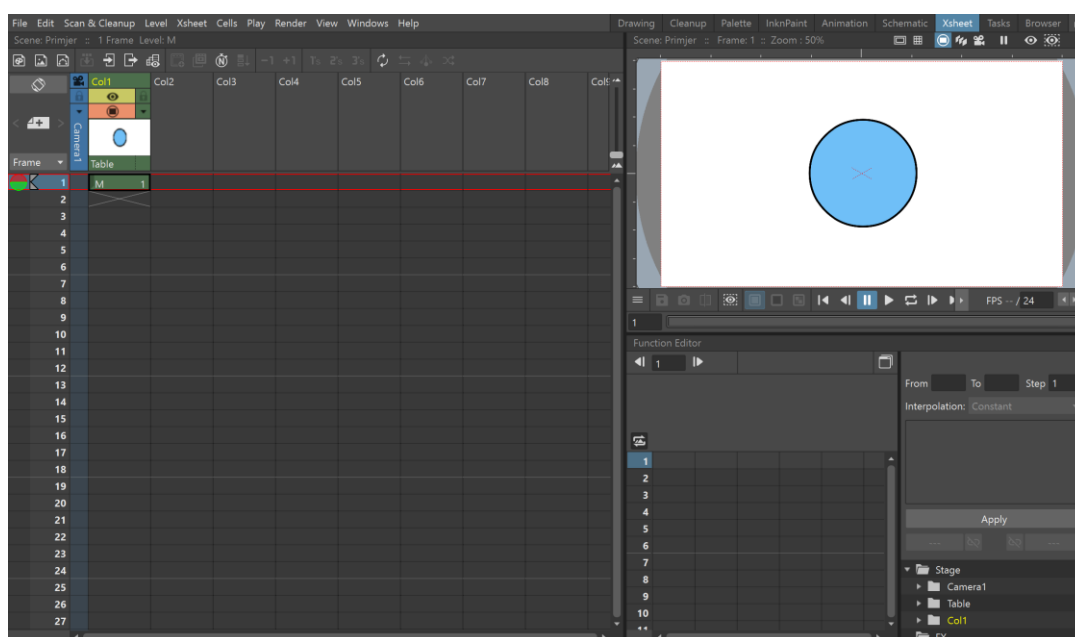 File Edit Scan & Cleanup Level Xsheet Cells Play Render View Windows Help
Drawing Cleanup Palette InknPaint Animation Schematic Xsheet Tasks Browser
Scene: Primjer :: 1 Frame Level: M
Scene: Primjer :: Frame: 1 :: Zoom : 50%
-1 +1 1's 2's 3's
Col1 Col2 Col3 Col4 Col5 Col6 Col7 Col8
Camera1
Frame
Table
1 M 1
2
3
4
5
6
7
8
9
10
11
12
13
14
15
16
17
18
19
20
21
22
23
24
25
26
27
FPS -- / 24
1
Function Editor
1
From To Step 1
Interpolation: Constant
Apply
--- ---
1
2
3
4
5
6
7
8
9
10
Stage
Camera1
Table
Col1